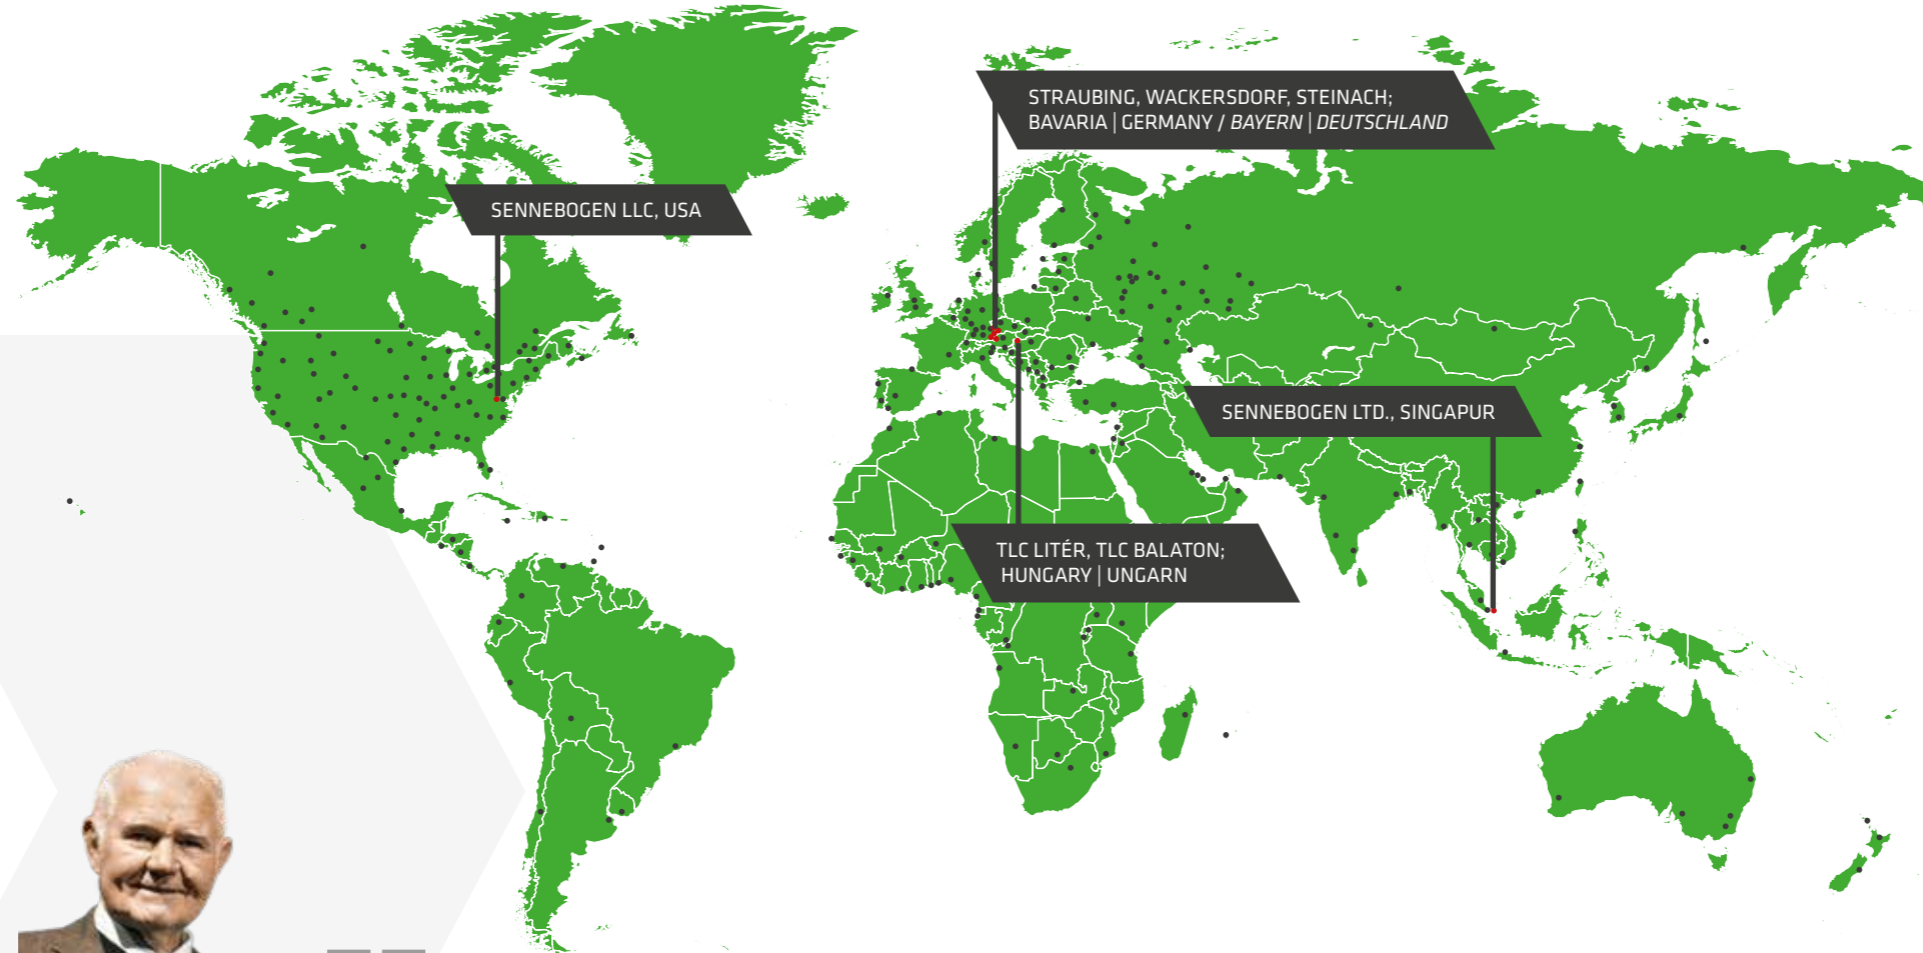 STRAUBING, WACKERSDORF, STEINACH;
BAVARIA | GERMANY / BAYERN | DEUTSCHLAND
SENNEBOGEN LLC, USA
SENNEBOGEN LTD., SINGAPUR
TLC LITÉR, TLC BALATON;
HUNGARY | UNGARN